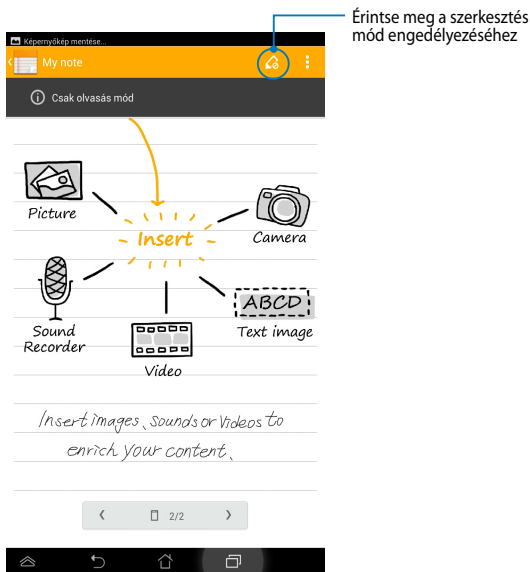 Érintse meg a szerkesztés
mód engedélyezéséhez
Képernyőkép mentése...
My note
Csak olvasás mód
Picture
Insert
Camera
Sound
Recorder
Video
ABCD
Text image
Insert images, sounds or Videos to
enrich your content.
2/2